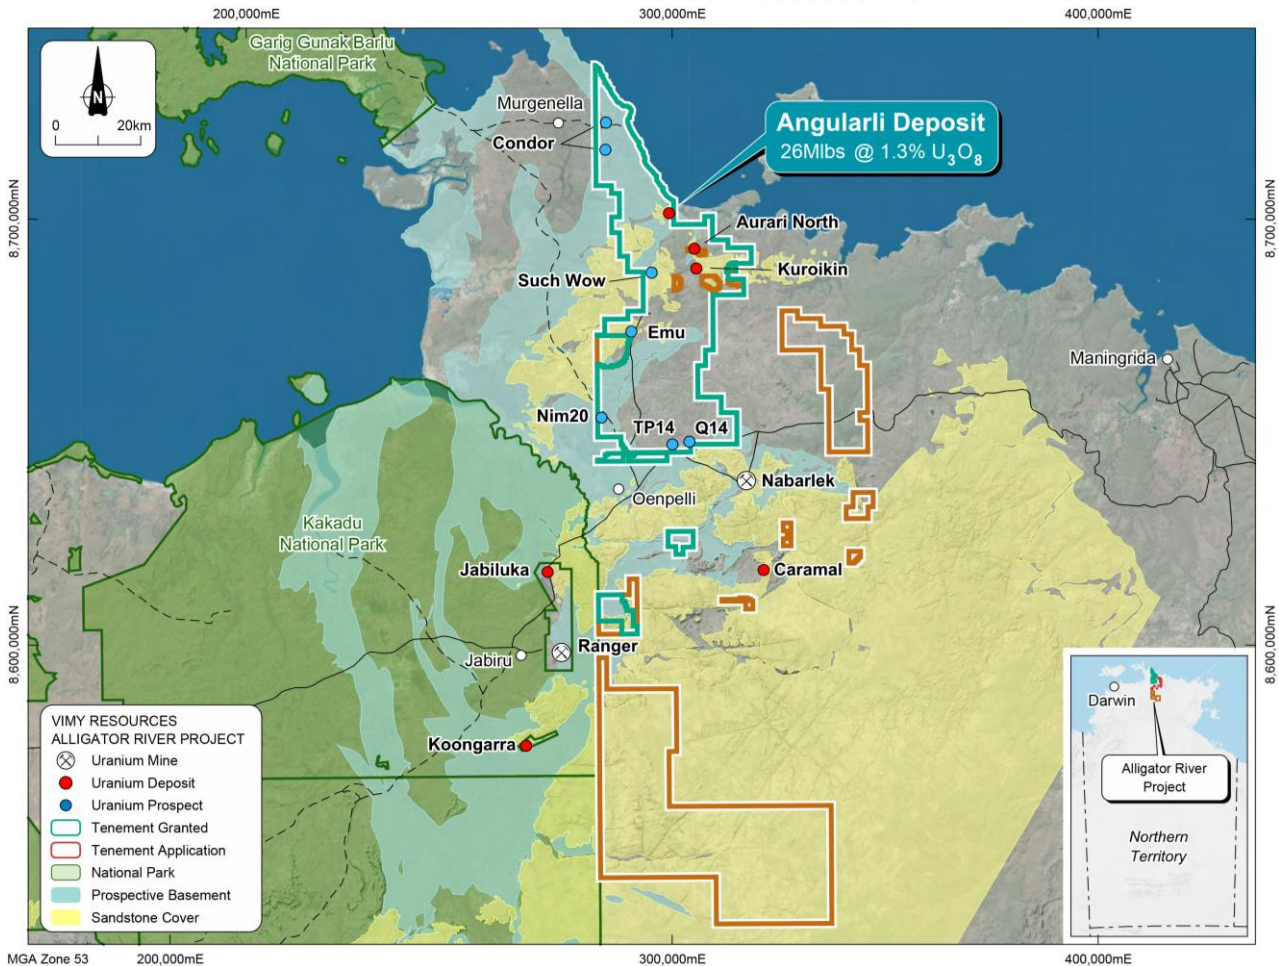 200,000mE
300,000mE
400,000mE
Garig Gunak Barlu
National Park
N
0
20km
Murgenella
Condor
Angularli Deposit
26Mlbs @ 1.3% U₃O₈
8,700,000mN
8,700,000mN
Aurari North
Kuroikin
Such Wow
Emu
Maningrida
Nim20
TP14
Q14
Nabarlek
Oenpelli
Kakadu
National Park
Jabiluka
Caramal
8,600,000mN
8,600,000mN
Ranger
Jabiru
Koongarra
VIMY RESOURCES
ALLIGATOR RIVER PROJECT
Uranium Mine
Uranium Deposit
Uranium Prospect
Tenement Granted
Tenement Application
National Park
Prospective Basement
Sandstone Cover
Darwin
Alligator River
Project
Northern
Territory
MGA Zone 53
200,000mE
300,000mE
400,000mE